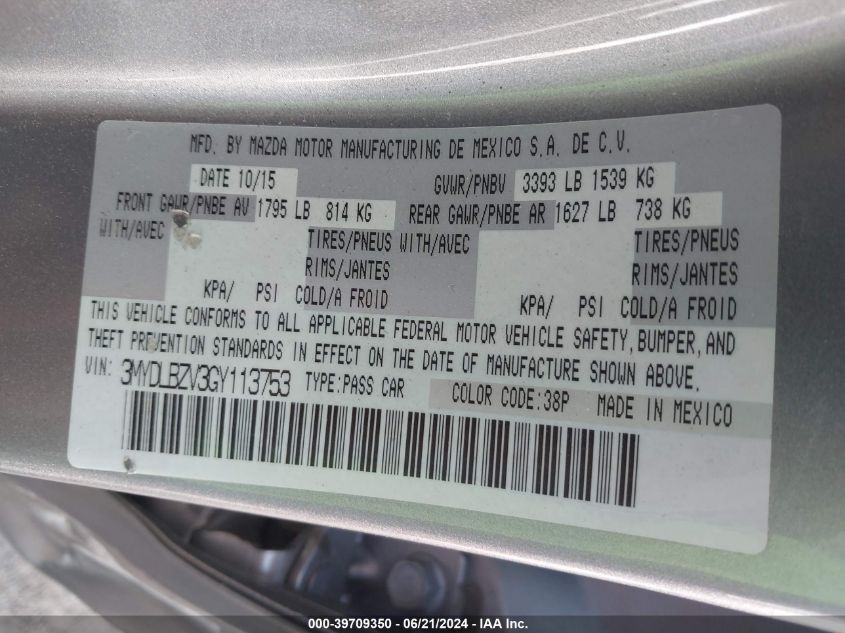 MFD. BY MAZDA MOTOR MANUFACTURING DE MEXICO S.A. DE C.V.
DATE 10/15 GVWR/PNBV 3393 LB 1539 KG
FRONT GAWR/PNBE AV 1795 LB 814 KG REAR GAWR/PNBE AR 1627 LB 738 KG
WITH/AVEC TIRES/PNEUS WITH/AVEC TIRES/PNEUS
RIMS/JANTES RIMS/JANTES
KPA/ PSI COLD/A FROID KPA/ PSI COLD/A FROID
THIS VEHICLE CONFORMS TO ALL APPLICABLE FEDERAL MOTOR VEHICLE SAFETY, BUMPER, AND
THEFT PREVENTION STANDARDS IN EFFECT ON THE DATE OF MANUFACTURE SHOWN ABOVE.
VIN: 3MYDLBZV3GY113753 TYPE:PASS CAR COLOR CODE:38P MADE IN MEXICO
000-39709350 / 06/21/2024 - © IAA Inc.